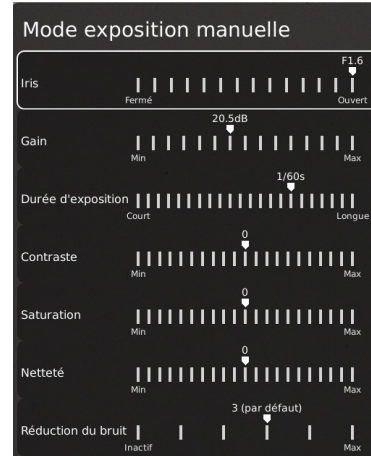 Mode exposition manuelle
F1.6
Iris
Fermé Ouvert
20.5dB
Gain
Min Max
1/60s
Durée d'exposition
Court Longue
0
Contraste
Min Max
0
Saturation
Min Max
0
Netteté
Min Max
3 (par défaut)
Réduction du bruit
Inactif Max